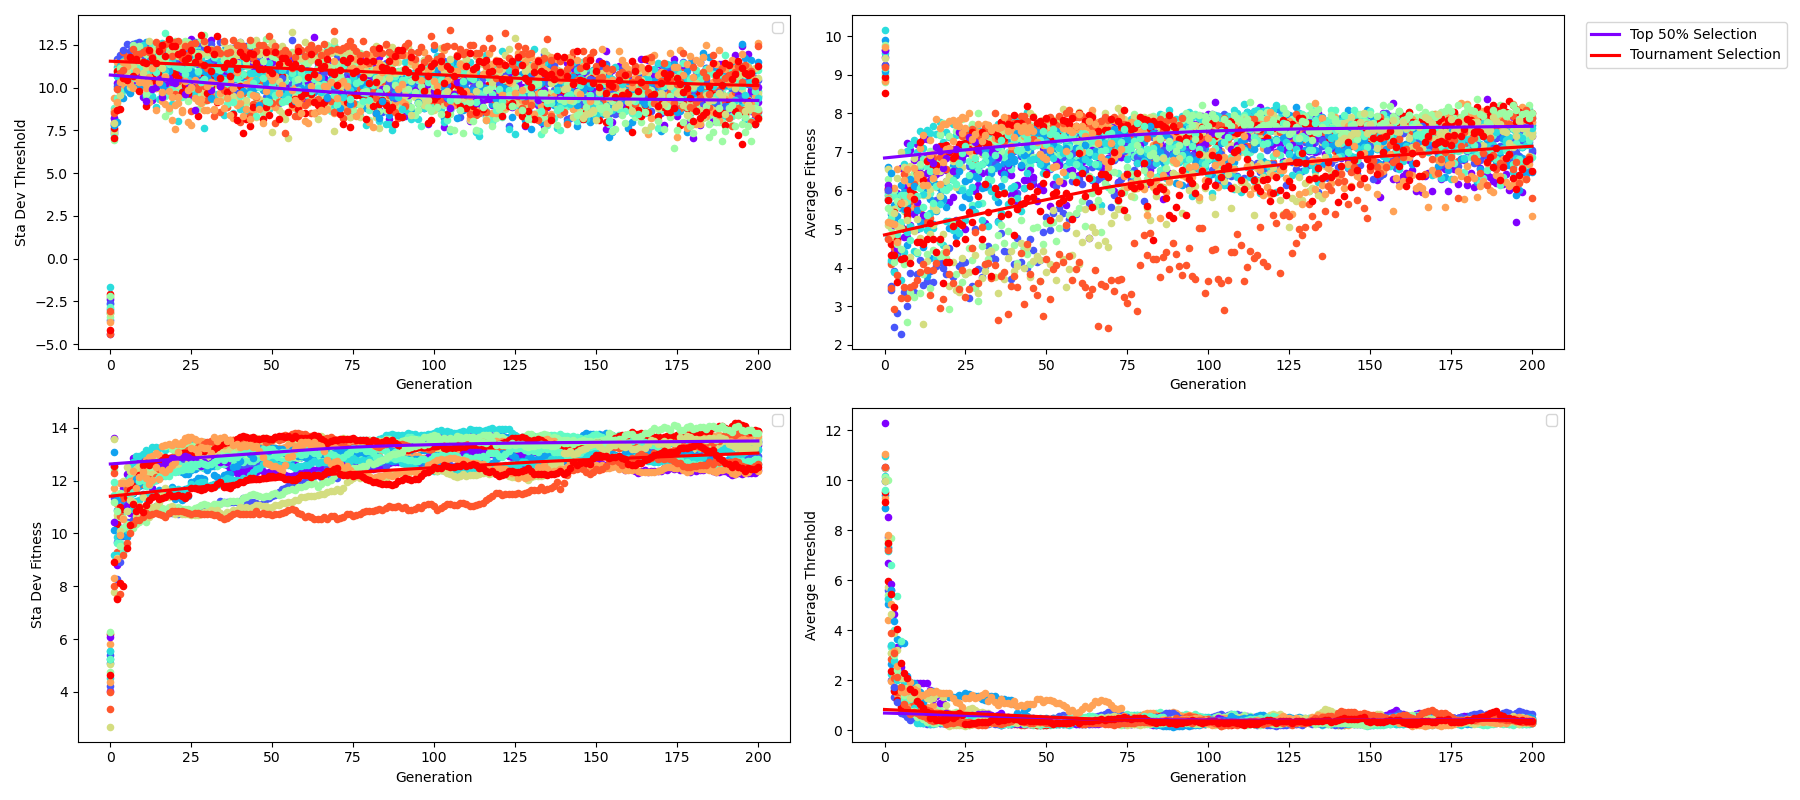 Sta Dev Threshold
12.5
10.0
7.5
5.0
2.5
0.0
−2.5
−5.0
0 25 50 75 100 125 150 175 200
Generation
Average Fitness
10
9
8
7
6
5
4
3
2
0 25 50 75 100 125 150 175 200
Generation
Top 50% Selection
Tournament Selection
Sta Dev Fitness
14
12
10
8
6
4
0 25 50 75 100 125 150 175 200
Generation
Average Threshold
12
10
8
6
4
2
0
0 25 50 75 100 125 150 175 200
Generation